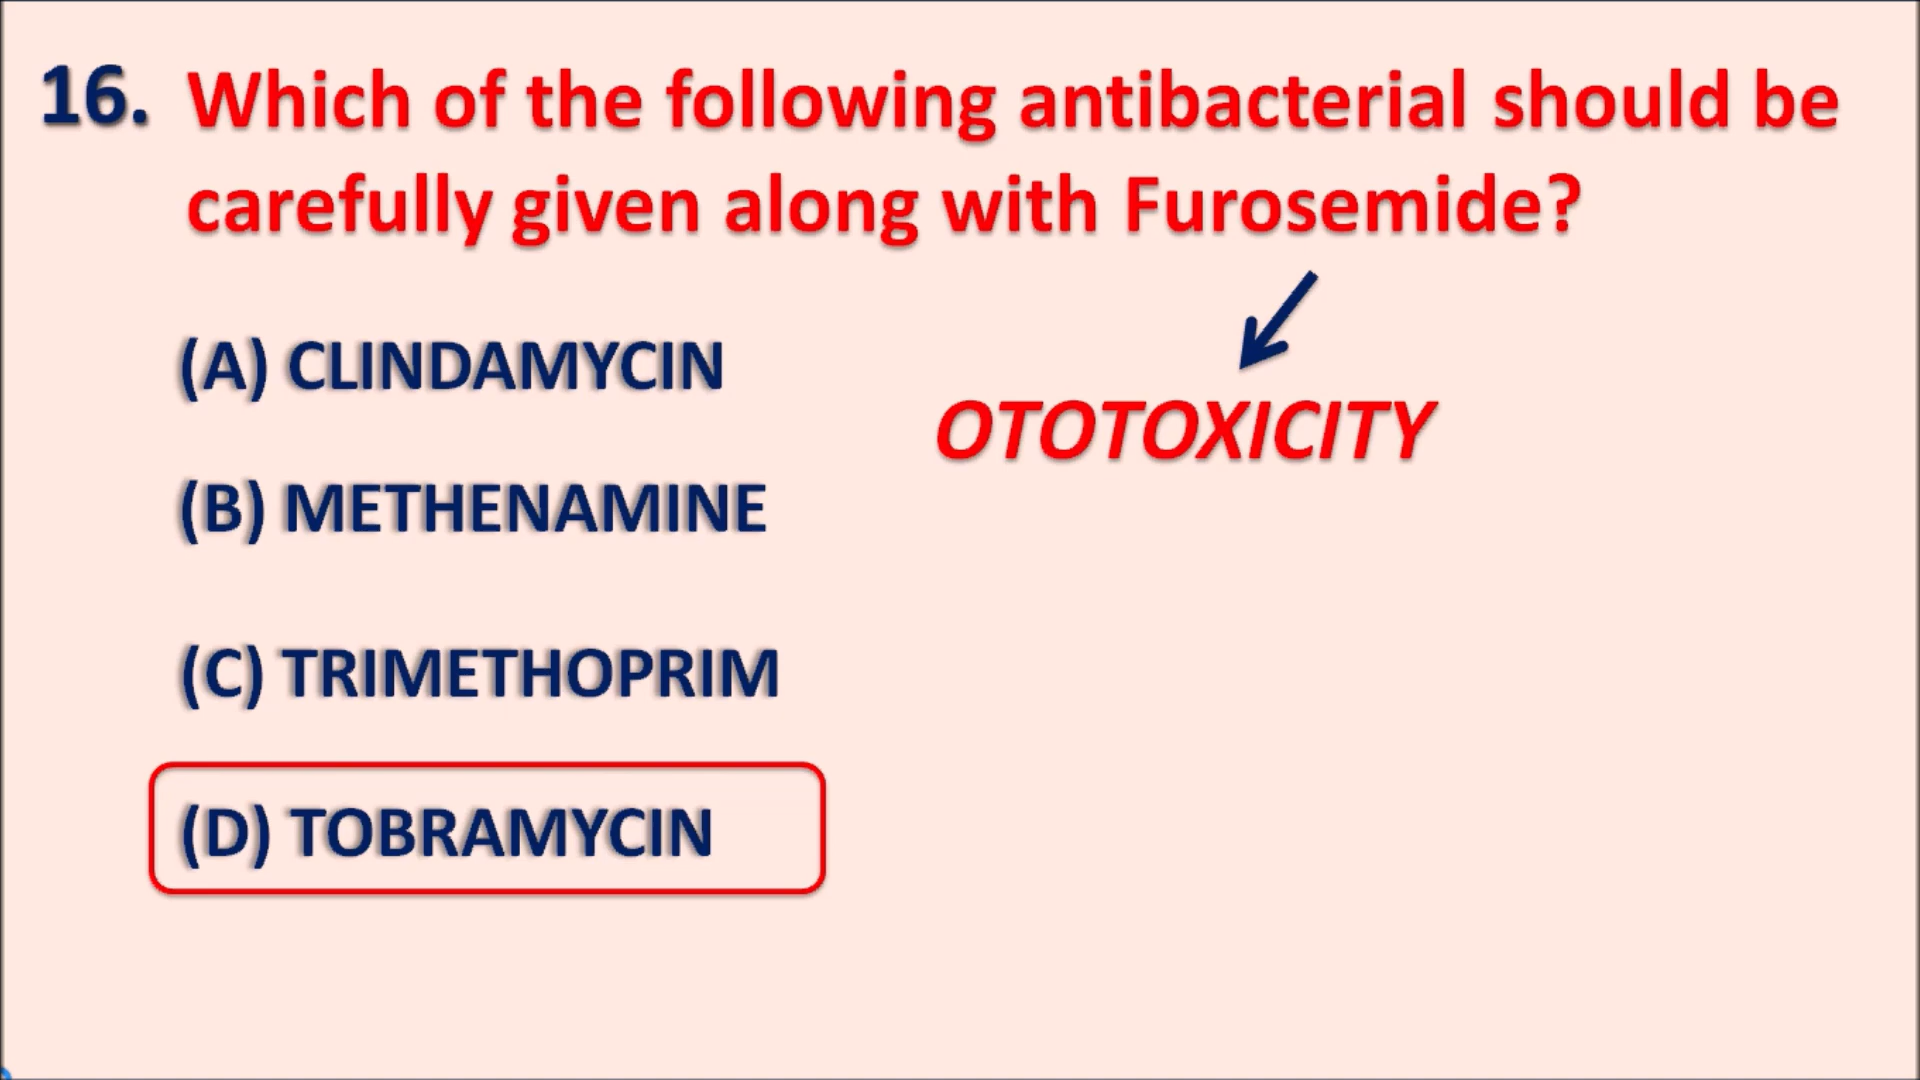 16. Which of the following antibacterial should be
carefully given along with Furosemide?
(A) CLINDAMYCIN
OTOTOXICITY
(B) METHENAMINE
(C) TRIMETHOPRIM
(D) TOBRAMYCIN